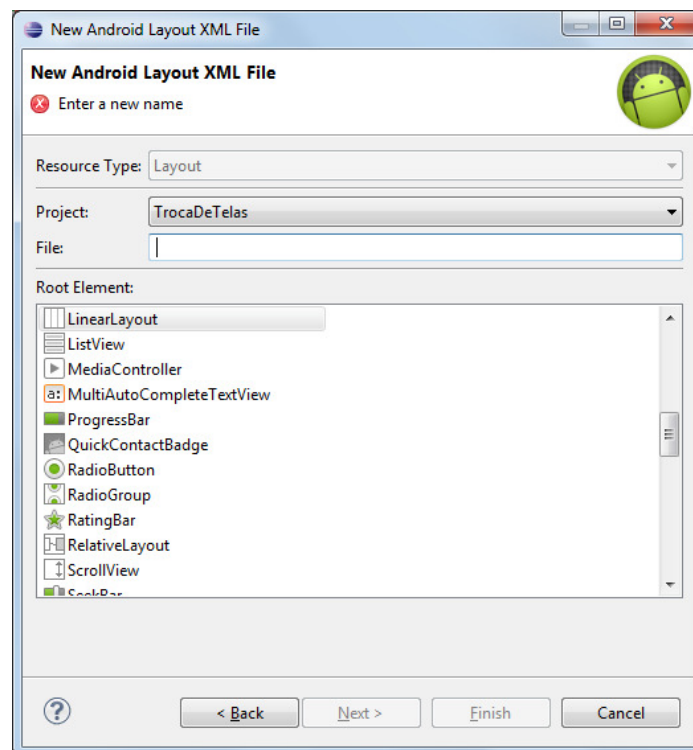 New Android Layout XML File
New Android Layout XML File
Enter a new name
Resource Type: Layout
Project: TrocaDeTelas
File:
Root Element:
LinearLayout
ListView
MediaController
a: MultiAutoCompleteTextView
ProgressBar
QuickContactBadge
RadioButton
RadioGroup
RatingBar
RelativeLayout
ScrollView
SeekBar
? < Back Next > Finish Cancel